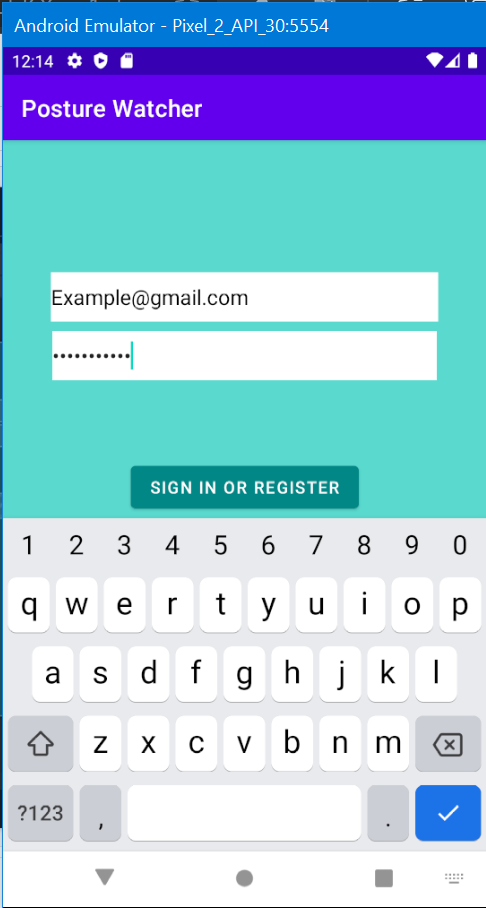 Android Emulator - Pixel_2_API_30:5554
12:14
Posture Watcher
Example@gmail.com
•••••••••••
SIGN IN OR REGISTER
1 2 3 4 5 6 7 8 9 0
q w e r t y u i o p
a s d f g h j k l
z x c v b n m
?123 , .